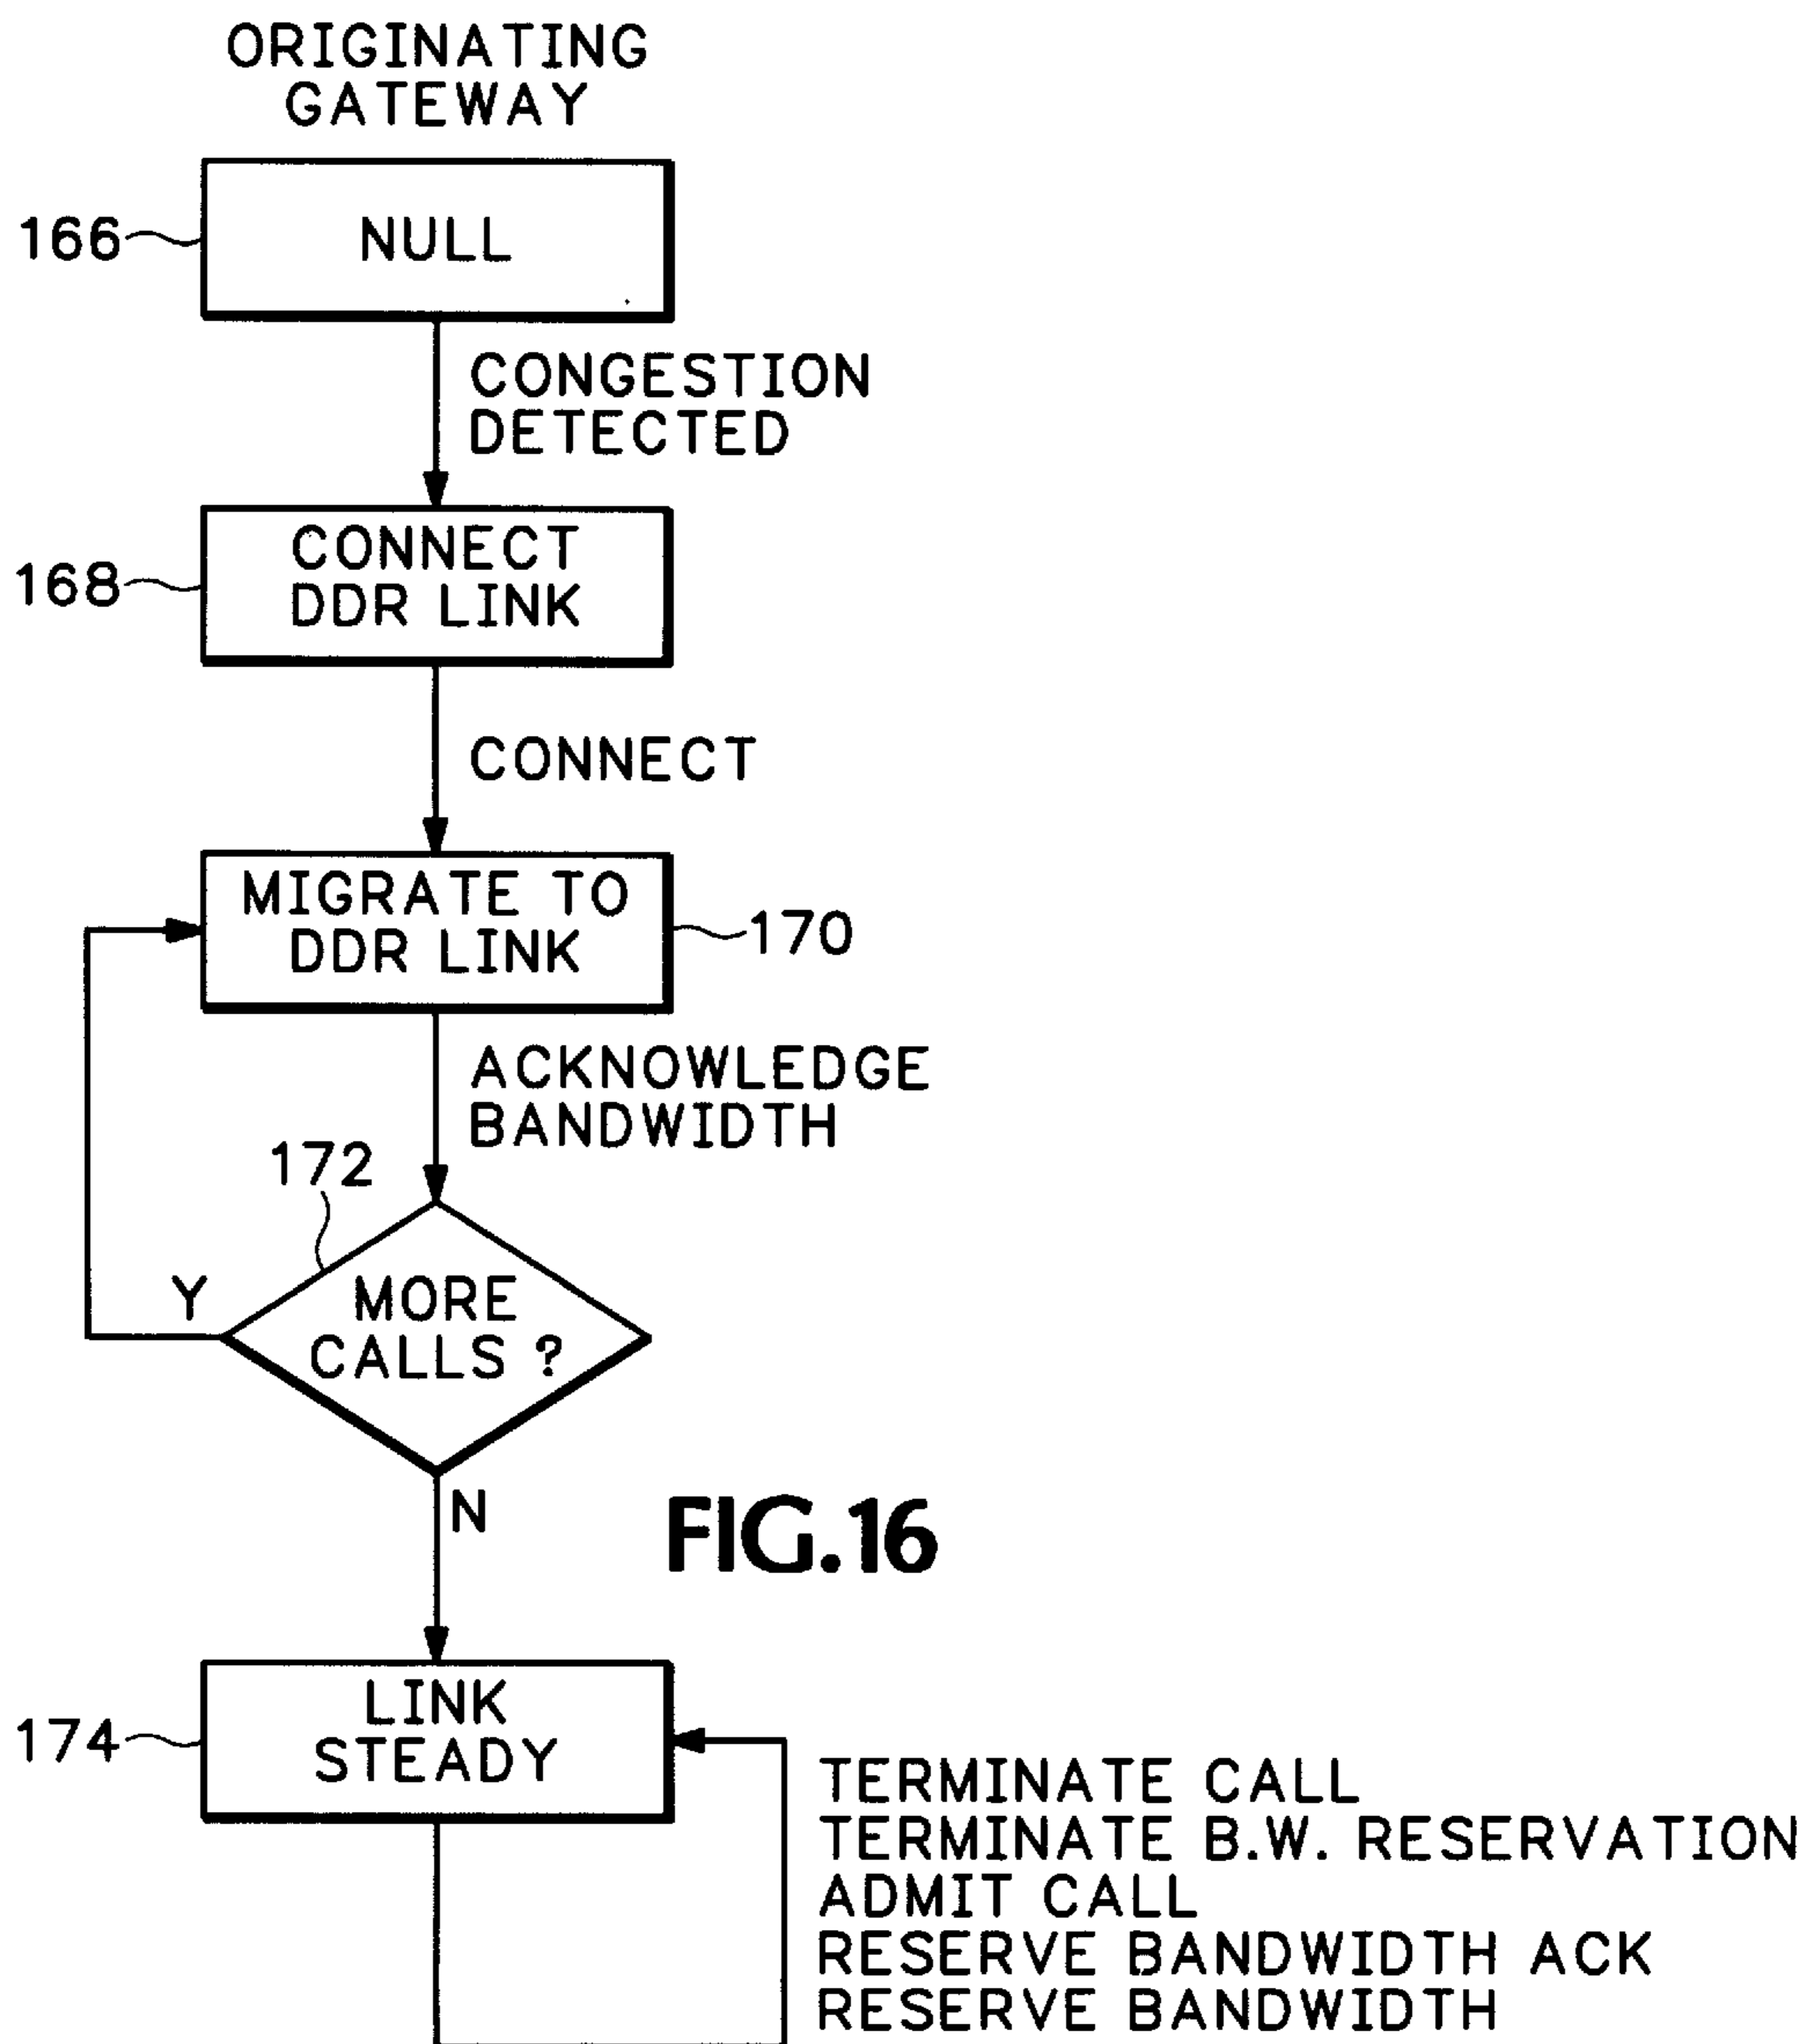 ORIGINATING
GATEWAY
166
NULL
CONGESTION
DETECTED
168
CONNECT
DDR LINK
CONNECT
MIGRATE TO
DDR LINK
170
ACKNOWLEDGE
BANDWIDTH
172
Y
MORE
CALLS ?
N
FIG.16
174
LINK
STEADY
TERMINATE CALL
TERMINATE B.W. RESERVATION
ADMIT CALL
RESERVE BANDWIDTH ACK
RESERVE BANDWIDTH